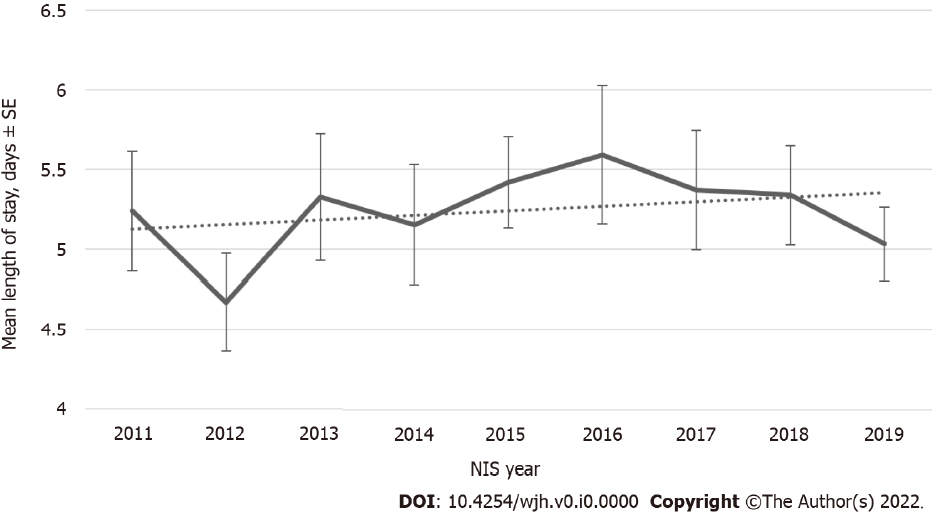 6.5
6
5.5
5
4.5
4
Mean length of stay, days ± SE
2011 2012 2013 2014 2015 2016 2017 2018 2019
NIS year
DOI: 10.4254/wjh.v0.i0.0000 Copyright ©The Author(s) 2022.